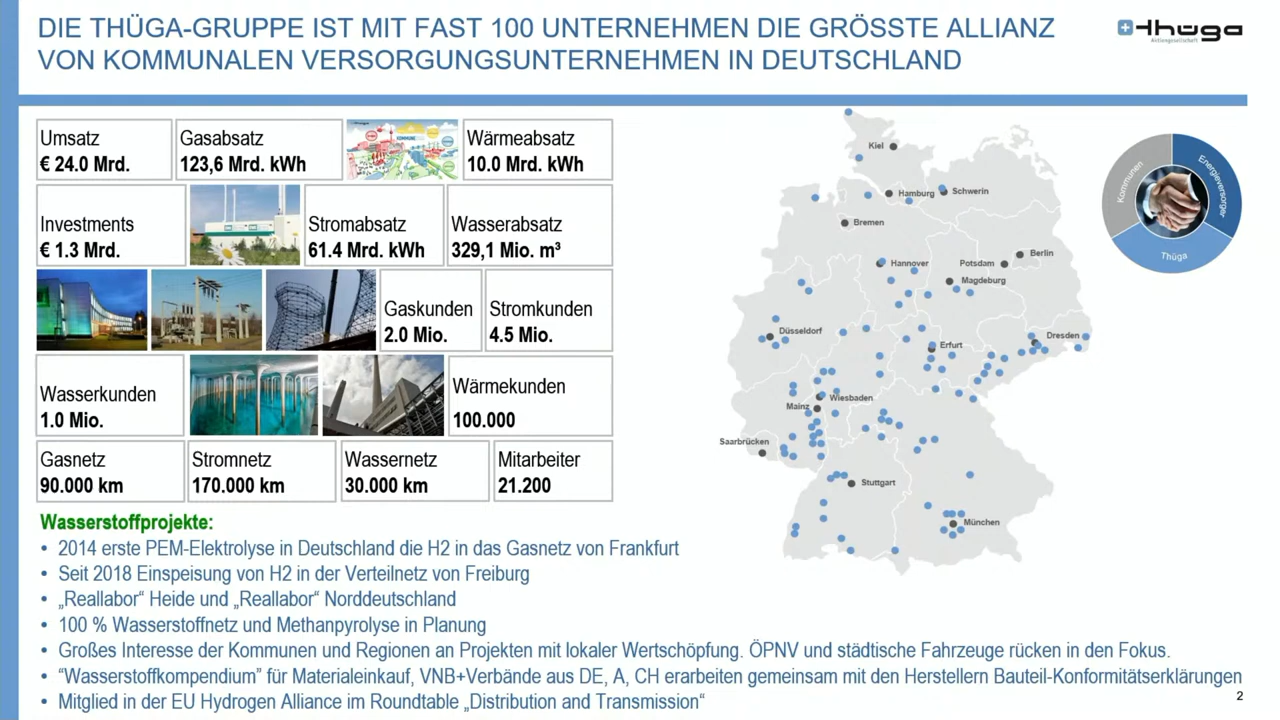 DIE THÜGA-GRUPPE IST MIT FAST 100 UNTERNEHMEN DIE GRÖSSTE ALLIANZ
VON KOMMUNALEN VERSORGUNGSUNTERNEHMEN IN DEUTSCHLAND
thüga
Aktiengesellschaft
Umsatz
€ 24.0 Mrd.
Gasabsatz
123,6 Mrd. kWh
Wärmeabsatz
10.0 Mrd. kWh
Investments
€ 1.3 Mrd.
Stromabsatz
61.4 Mrd. kWh
Wasserabsatz
329,1 Mio. m³
Gaskunden
2.0 Mio.
Stromkunden
4.5 Mio.
Wasserkunden
1.0 Mio.
Wärmekunden
100.000
Gasnetz
90.000 km
Stromnetz
170.000 km
Wassernetz
30.000 km
Mitarbeiter
21.200
Kiel
Hamburg
Schwerin
Bremen
Berlin
Hannover
Potsdam
Magdeburg
Düsseldorf
Dresden
Erfurt
Wiesbaden
Mainz
Saarbrücken
Stuttgart
München
Kommunen
Energieversorger
Thüga
Wasserstoffprojekte:
• 2014 erste PEM-Elektrolyse in Deutschland die H2 in das Gasnetz von Frankfurt
• Seit 2018 Einspeisung von H2 in der Verteilnetz von Freiburg
• „Reallabor“ Heide und „Reallabor“ Norddeutschland
• 100 % Wasserstoffnetz und Methanpyrolyse in Planung
• Großes Interesse der Kommunen und Regionen an Projekten mit lokaler Wertschöpfung. ÖPNV und städtische Fahrzeuge rücken in den Fokus.
• “Wasserstoffkompendium” für Materialeinkauf, VNB+Verbände aus DE, A, CH erarbeiten gemeinsam mit den Herstellern Bauteil-Konformitätserklärungen
• Mitglied in der EU Hydrogen Alliance im Roundtable „Distribution and Transmission“
2